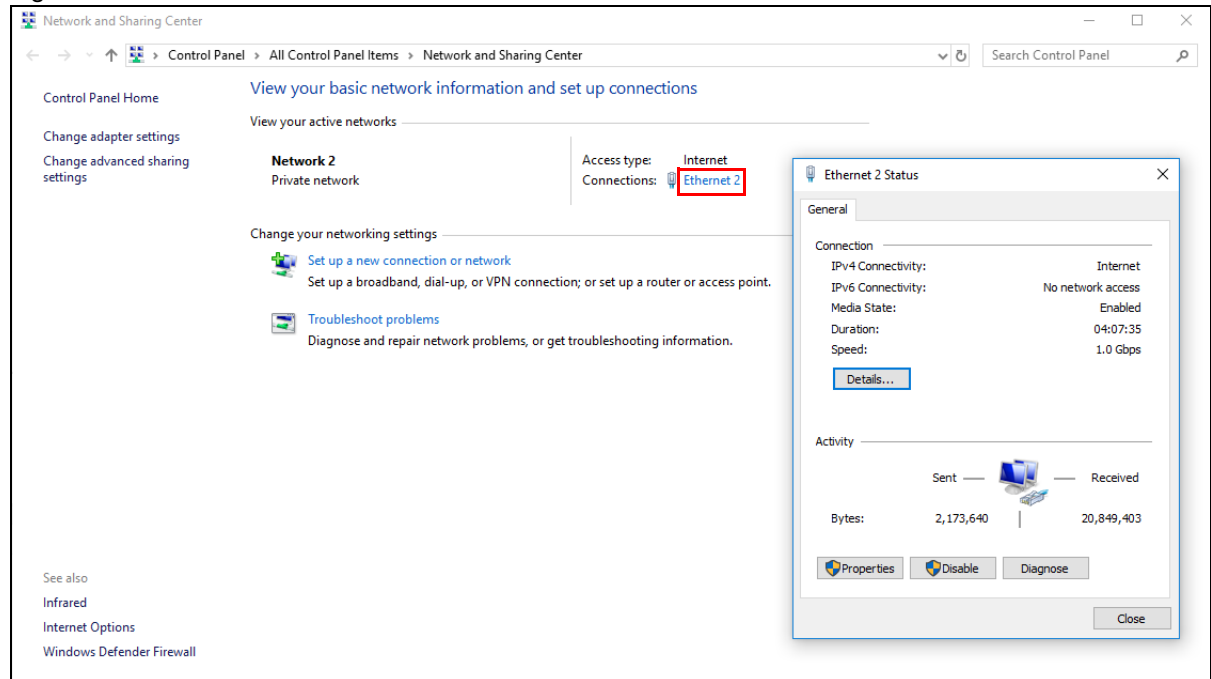 Network and Sharing Center
Control Panel > All Control Panel Items > Network and Sharing Center
Search Control Panel
Control Panel Home
Change adapter settings
Change advanced sharing
settings
View your basic network information and set up connections
View your active networks
Network 2
Private network
Access type: Internet
Connections: Ethernet 2
Change your networking settings
Set up a new connection or network
Set up a broadband, dial-up, or VPN connection; or set up a router or access point.
Troubleshoot problems
Diagnose and repair network problems, or get troubleshooting information.
See also
Infrared
Internet Options
Windows Defender Firewall
Ethernet 2 Status
General
Connection
IPv4 Connectivity: Internet
IPv6 Connectivity: No network access
Media State: Enabled
Duration: 04:07:35
Speed: 1.0 Gbps
Details...
Activity
Sent — Received
Bytes: 2,173,640 | 20,849,403
Properties Disable Diagnose
Close